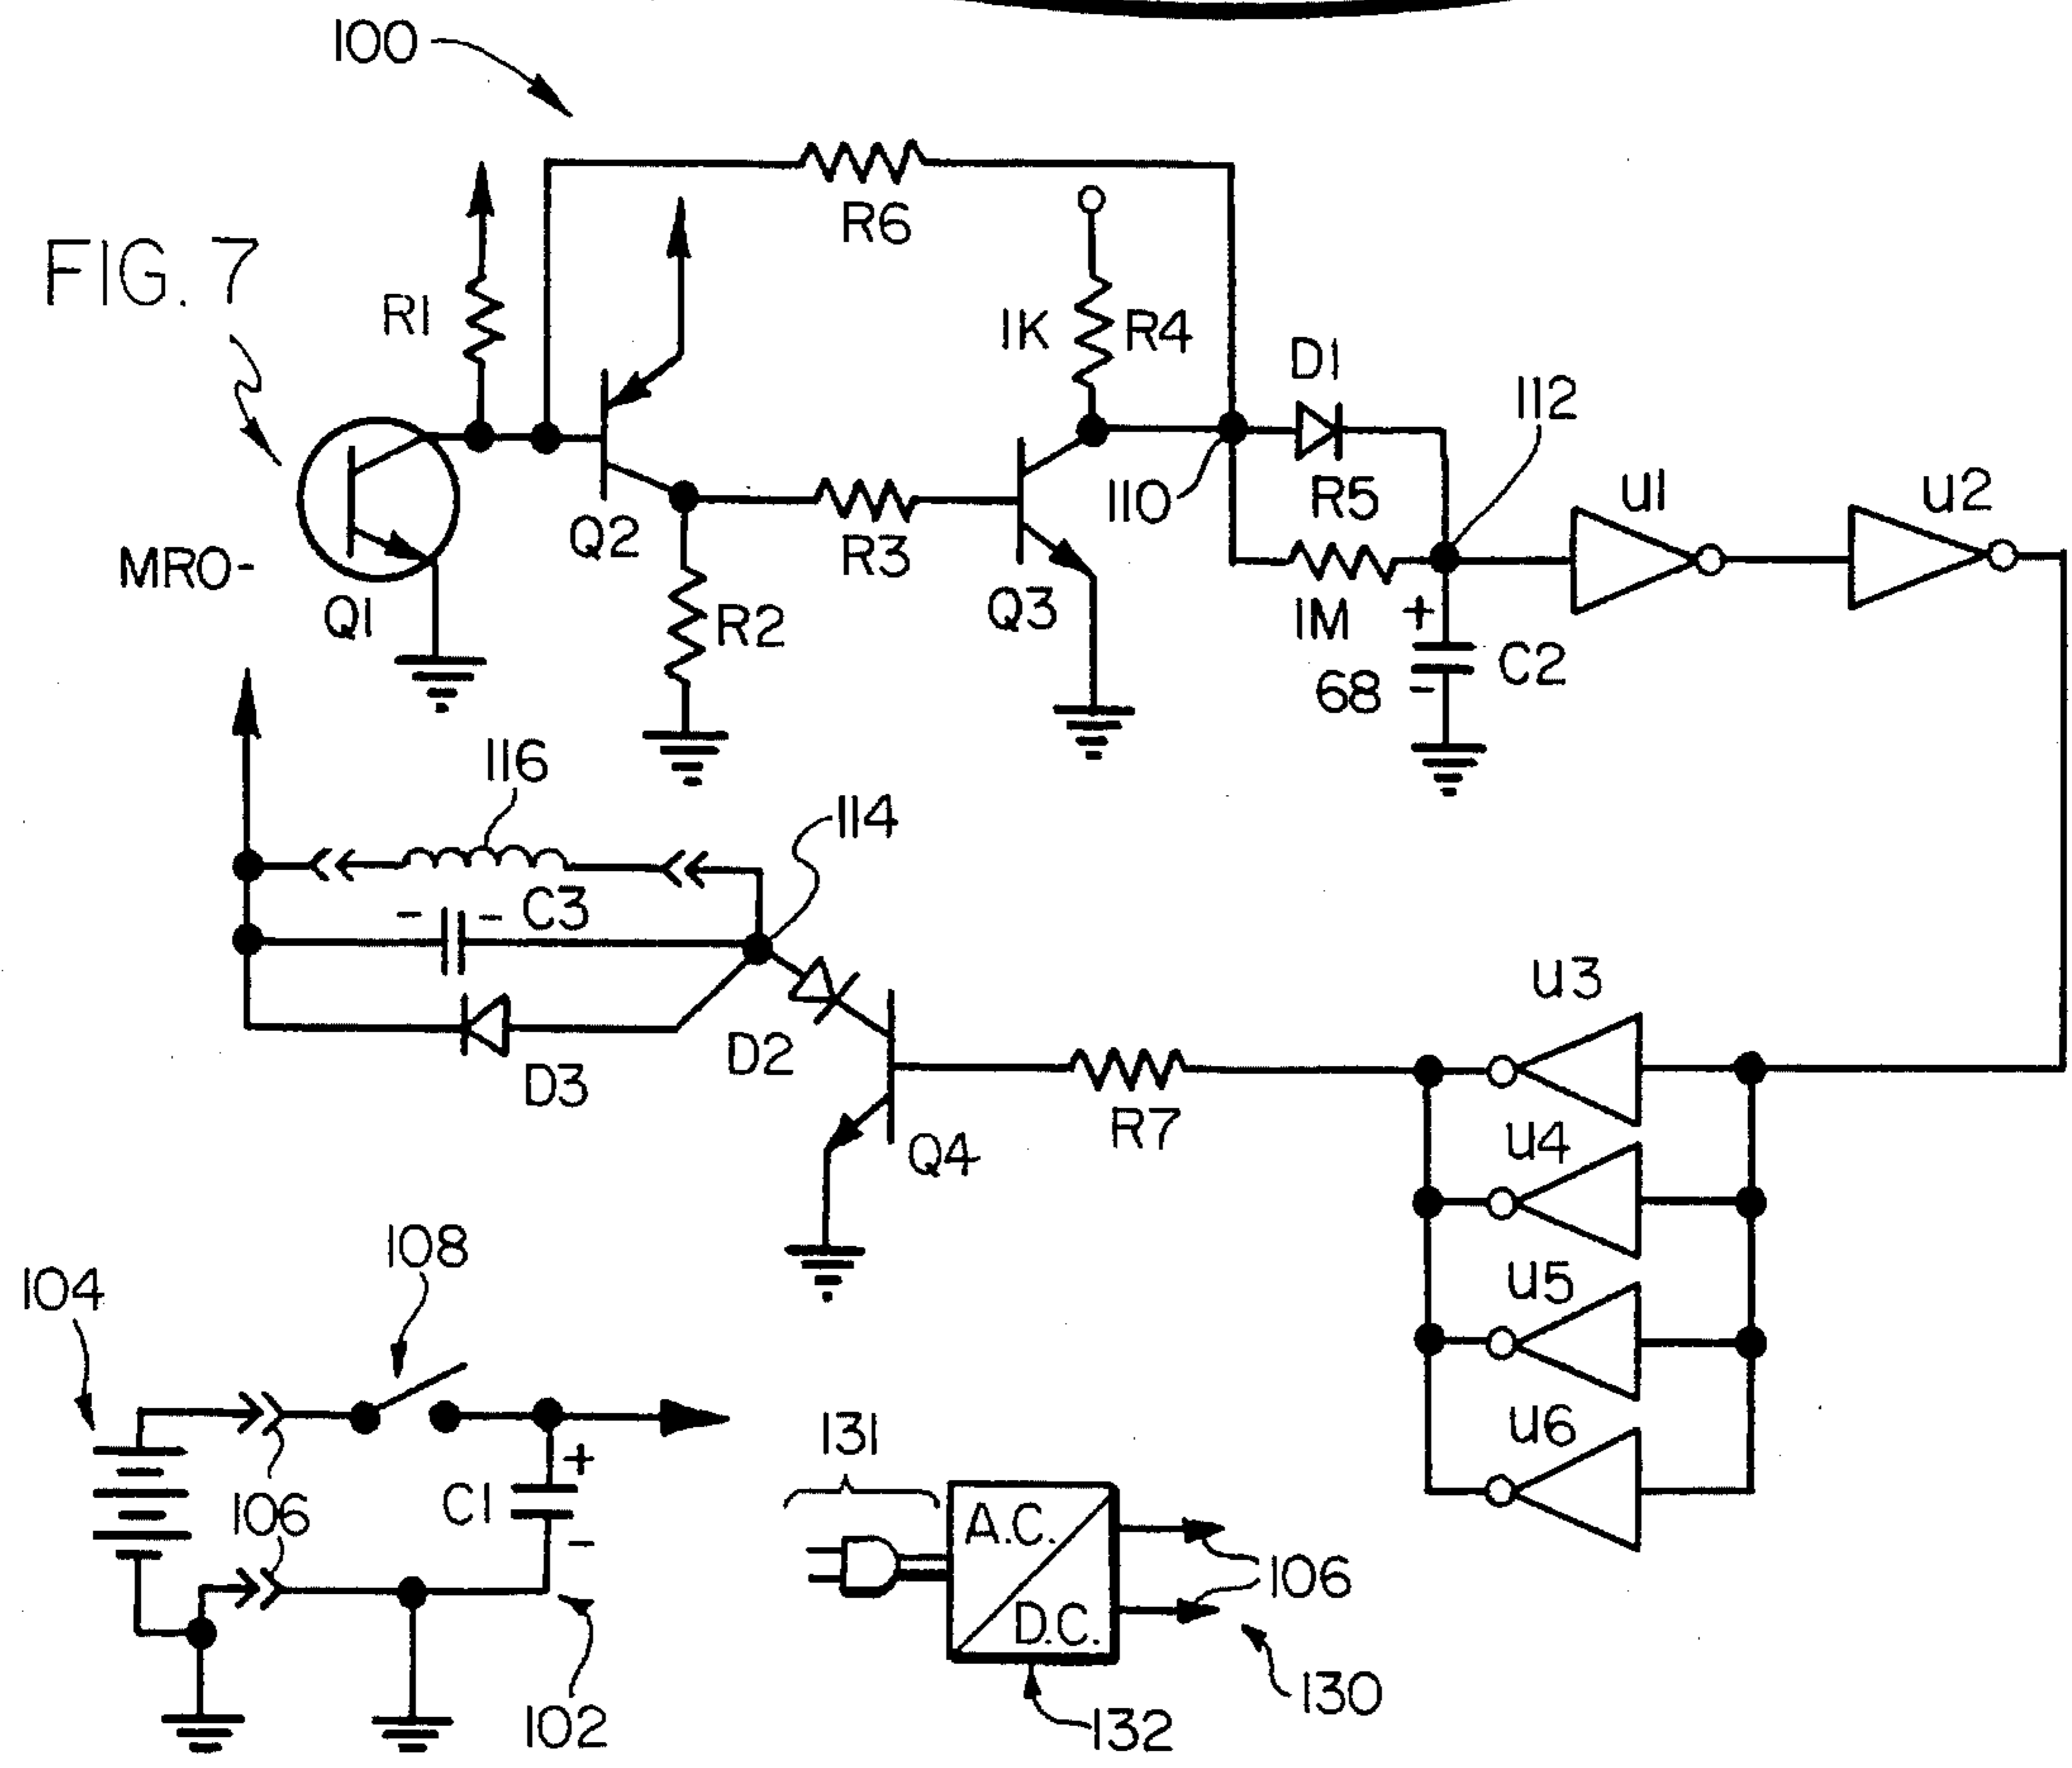 100
R6
FIG. 7
R1
1K
R4
D1
112
110
R5
u1
u2
Q2
R3
MRO-
Q1
R2
Q3
1M
+
68
-
C2
116
114
- - C3
u3
D2
D3
R7
u4
Q4
108
104
u5
u6
131
+
C1
106
A.C.
-
106
D.C.
130
102
132